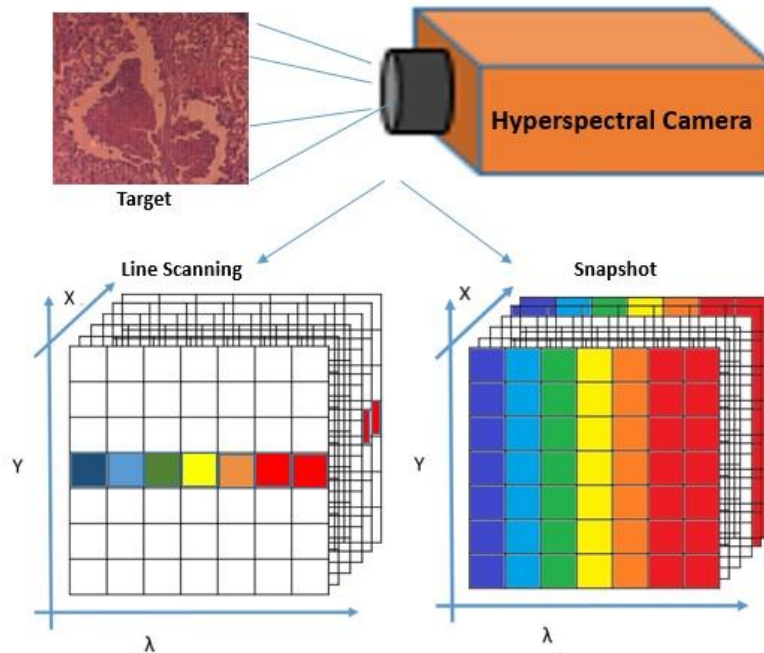 Hyperspectral Camera
Target
Line Scanning
Snapshot
X
X
Y
Y
λ
λ